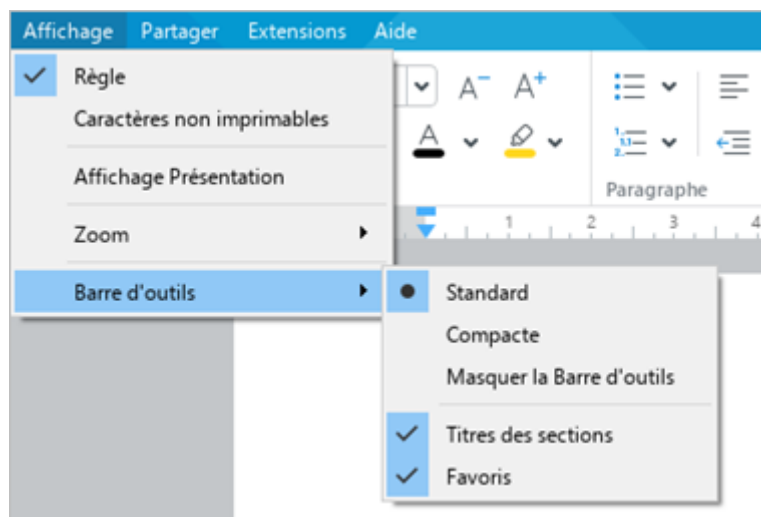 Affichage Partager Extensions Aide
Règle
Caractères non imprimables
Affichage Présentation
Zoom
Barre d'outils
A⁻ A⁺
A
Paragraphe
1 2 3 4
Standard
Compacte
Masquer la Barre d'outils
Titres des sections
Favoris